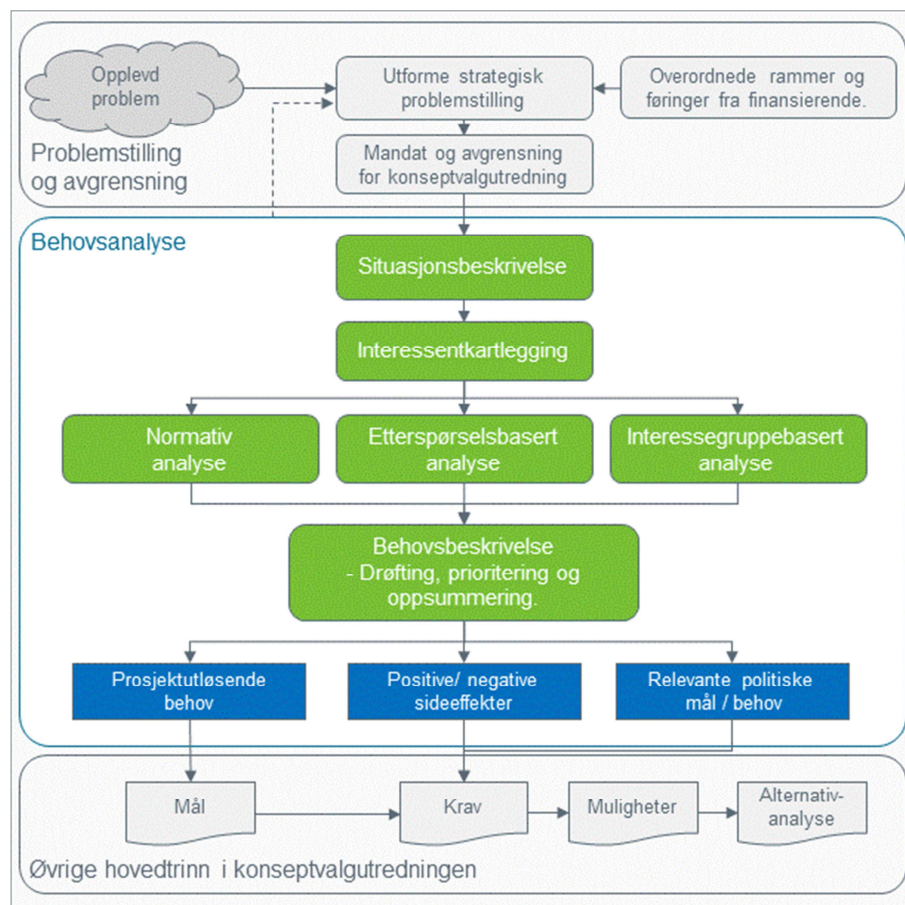 Opplevd
problem
Utforme strategisk
problemstilling
Overordnede rammer og
føringer fra finansierende.
Problemstilling
og avgrensning
Mandat og avgrensning
for konseptvalgutredning
Behovsanalyse
Situasjonsbeskrivelse
Interessentkartlegging
Normativ
analyse
Etterspørselsbasert
analyse
Interessegruppebasert
analyse
Behovsbeskrivelse
- Drøfting, prioritering og
oppsummering.
Prosjektutløsende
behov
Positive/ negative
sideeffekter
Relevante politiske
mål / behov
Mål
Krav
Muligheter
Alternativ-
analyse
Øvrige hovedtrinn i konseptvalgutredningen